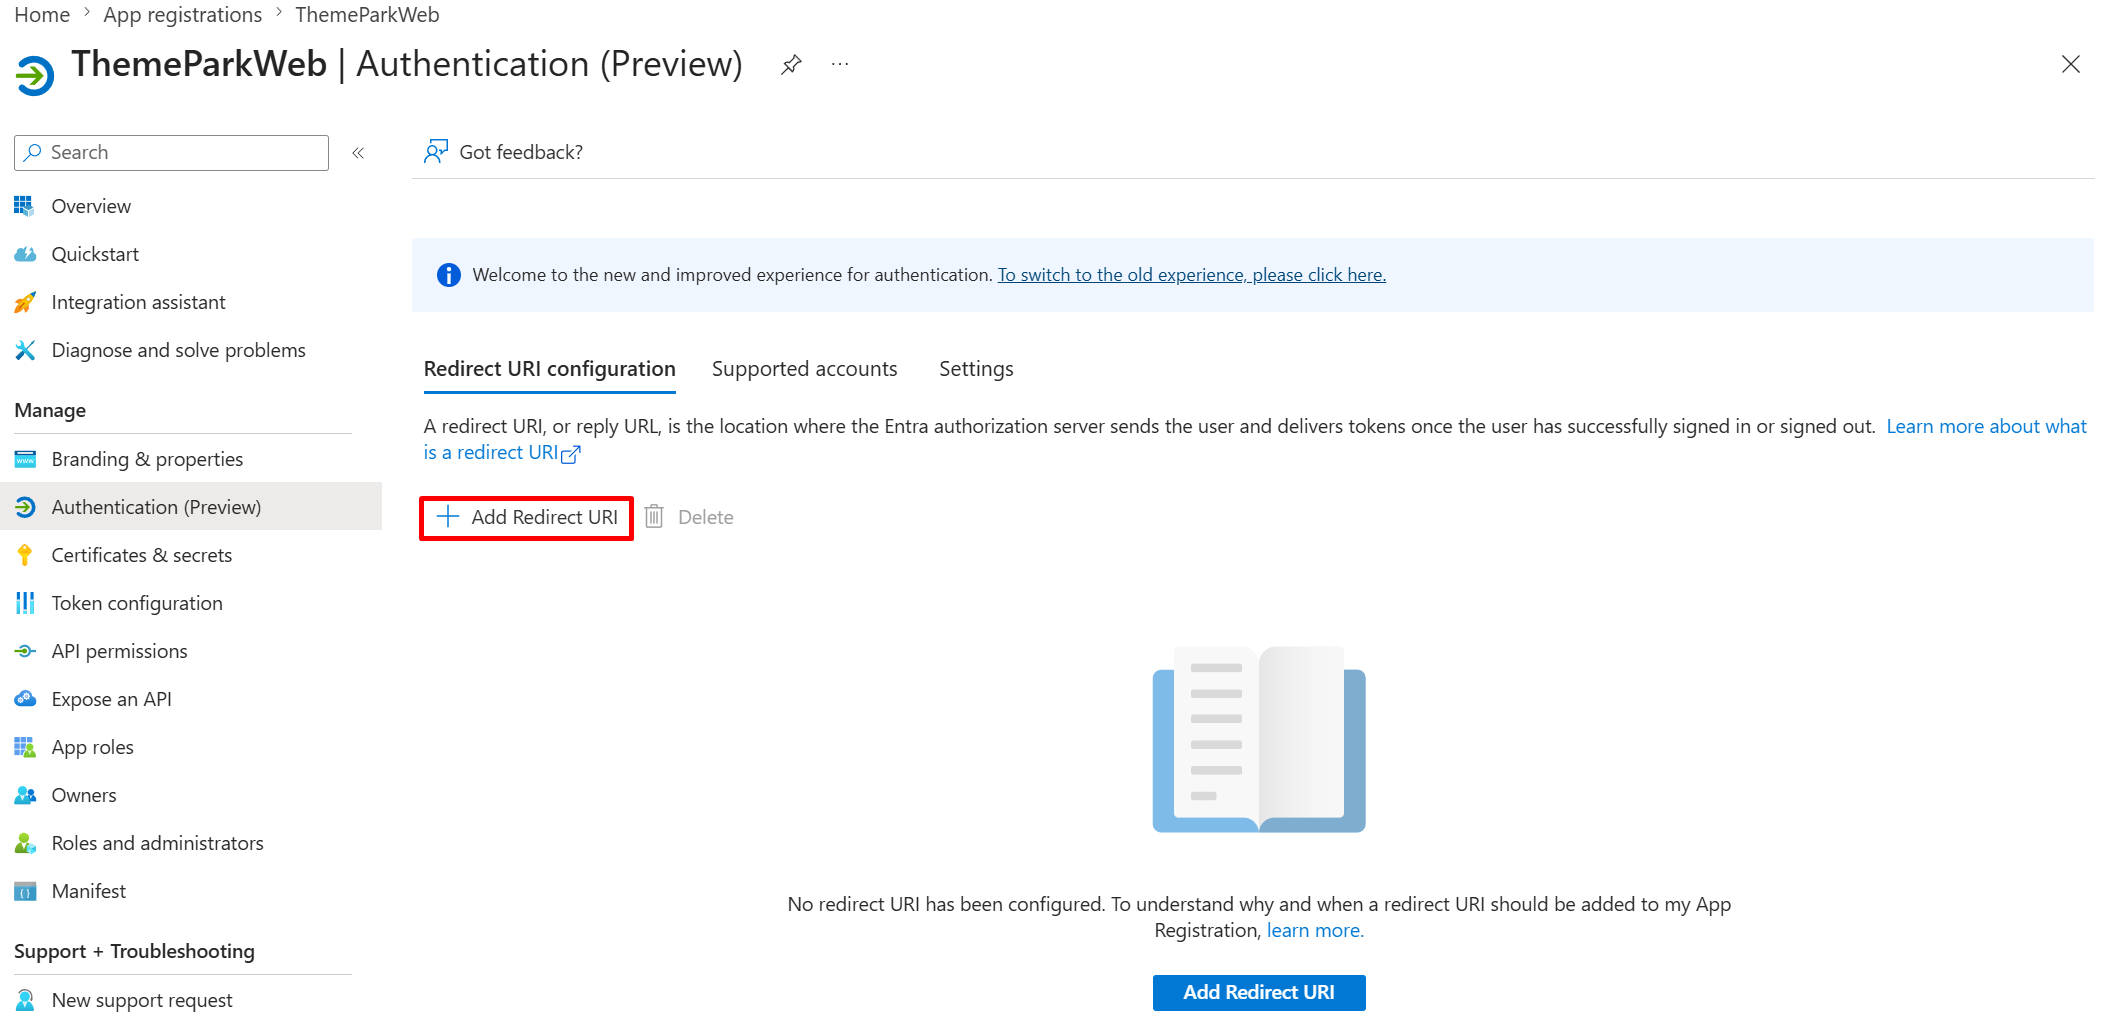 Home > App registrations > ThemeParkWeb
ThemeParkWeb | Authentication (Preview)
Search
Got feedback?
Overview
Quickstart
Integration assistant
Diagnose and solve problems
Manage
Branding & properties
Authentication (Preview)
Certificates & secrets
Token configuration
API permissions
Expose an API
App roles
Owners
Roles and administrators
Manifest
Support + Troubleshooting
New support request
Welcome to the new and improved experience for authentication. To switch to the old experience, please click here.
Redirect URI configuration Supported accounts Settings
A redirect URI, or reply URL, is the location where the Entra authorization server sends the user and delivers tokens once the user has successfully signed in or signed out. Learn more about what
is a redirect URI
Add Redirect URI Delete
No redirect URI has been configured. To understand why and when a redirect URI should be added to my App
Registration, learn more.
Add Redirect URI